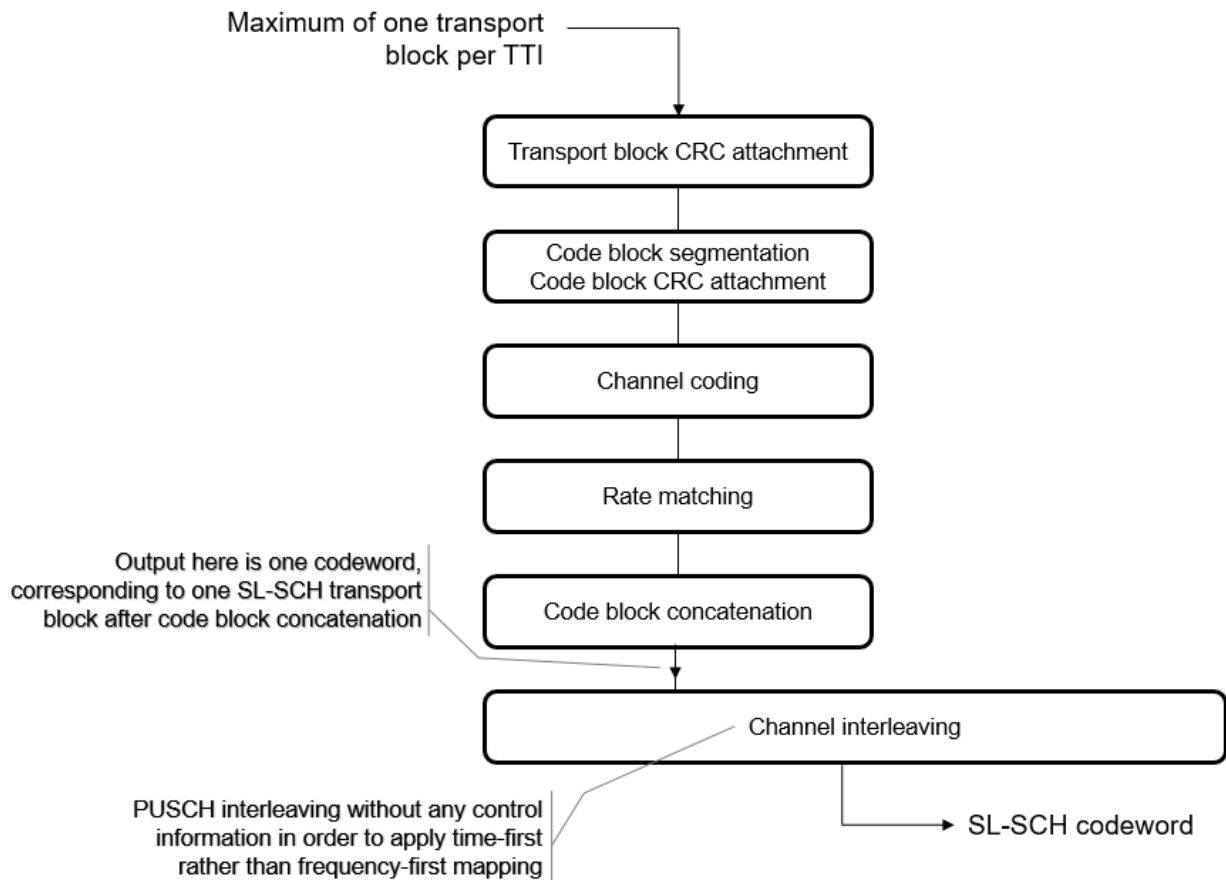 Maximum of one transport
block per TTI
Transport block CRC attachment
Code block segmentation
Code block CRC attachment
Channel coding
Rate matching
Output here is one codeword,
corresponding to one SL-SCH transport
block after code block concatenation
Code block concatenation
Channel interleaving
PUSCH interleaving without any control
information in order to apply time-first
rather than frequency-first mapping
SL-SCH codeword